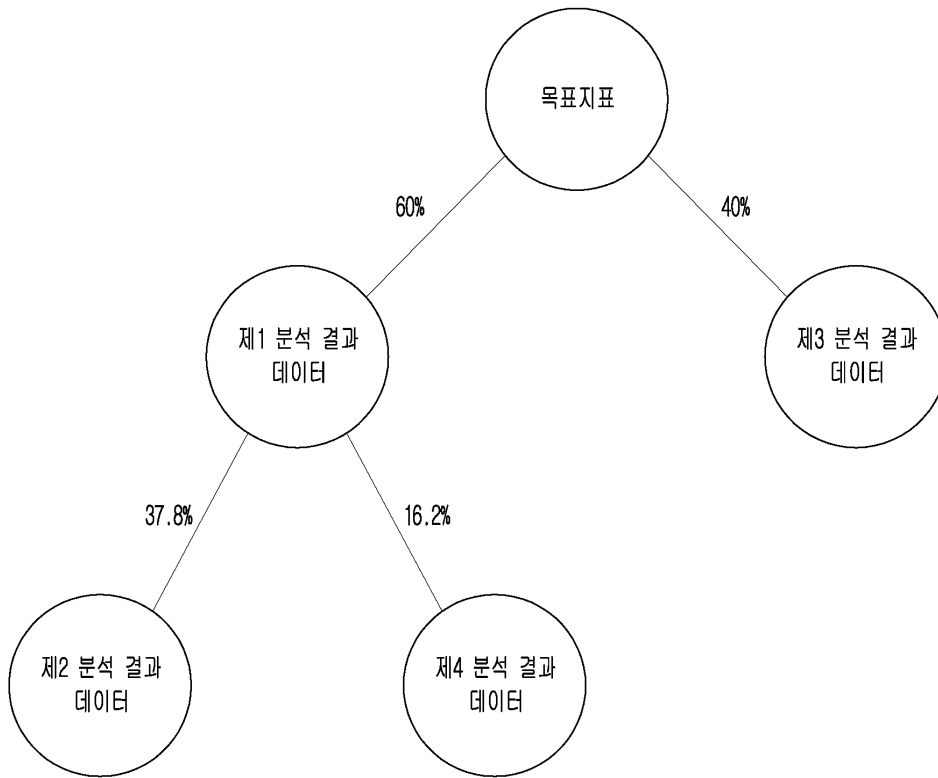 목표지표
60%
40%
제1 분석 결과
데이터
제3 분석 결과
데이터
37.8%
16.2%
제2 분석 결과
데이터
제4 분석 결과
데이터